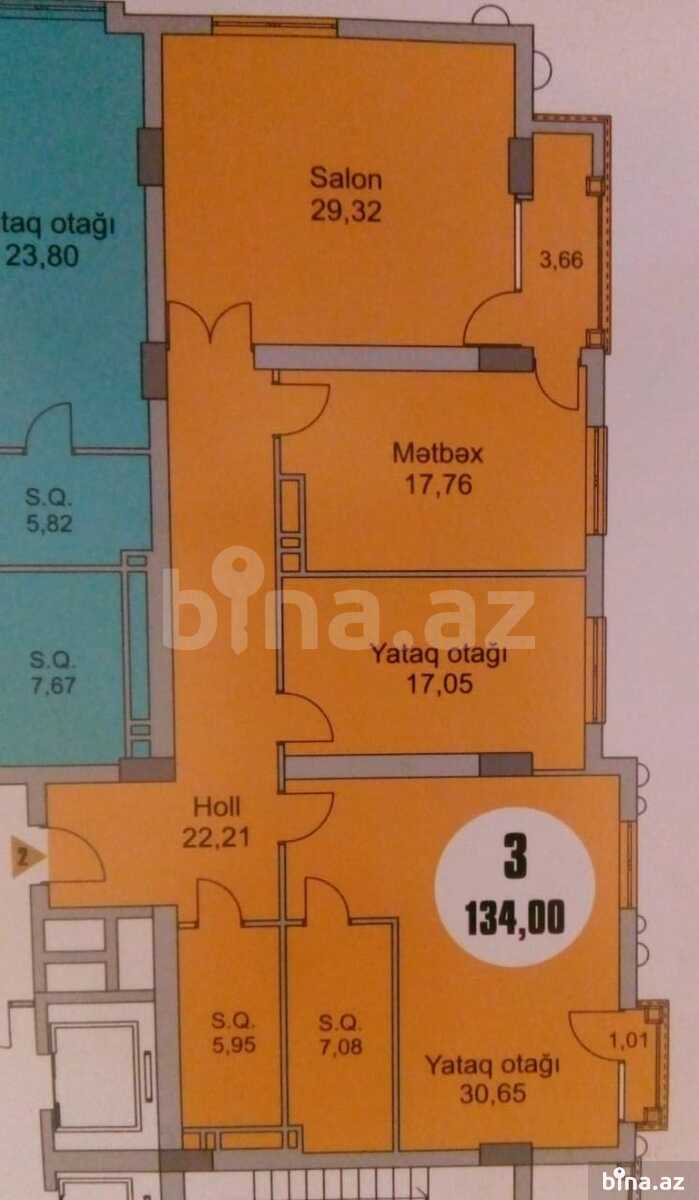 Salon
29,32
taq otağı
23,80
3,66
Mətbəx
17,76
S.Q.
5,82
bina.az
Yataq otağı
17,05
S.Q.
7,67
Holl
22,21
2
3
134,00
S.Q.
5,95
S.Q.
7,08
Yataq otağı
30,65
1,01
bina.az